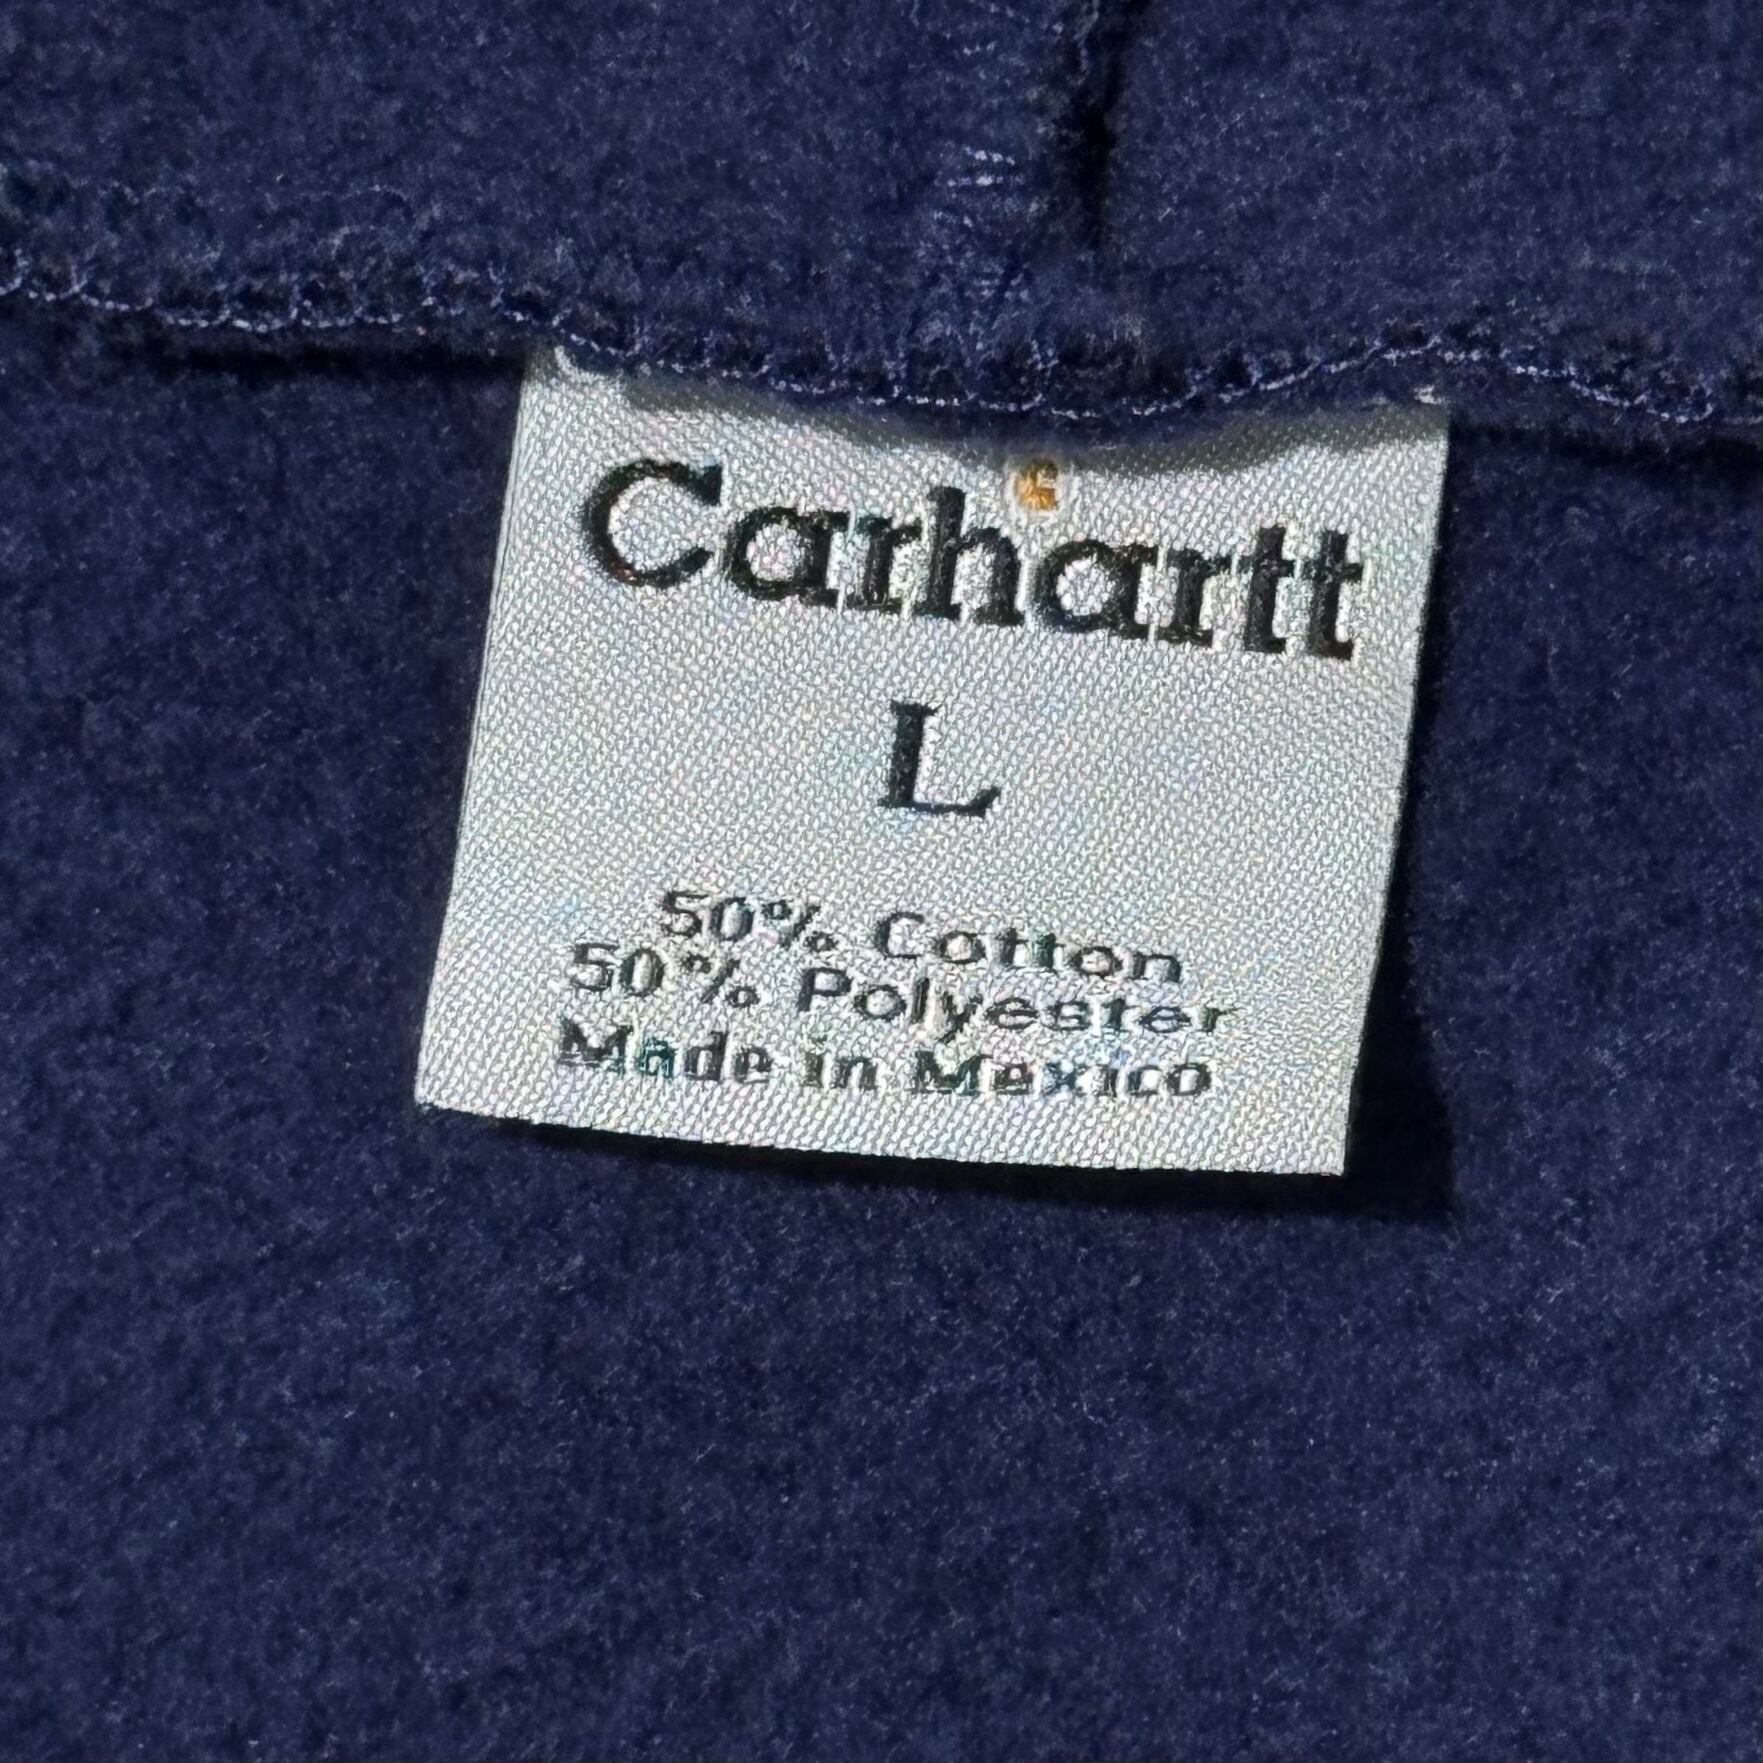 Carhartt
L
50% Cotton
50% Polyester
Made in Mexico